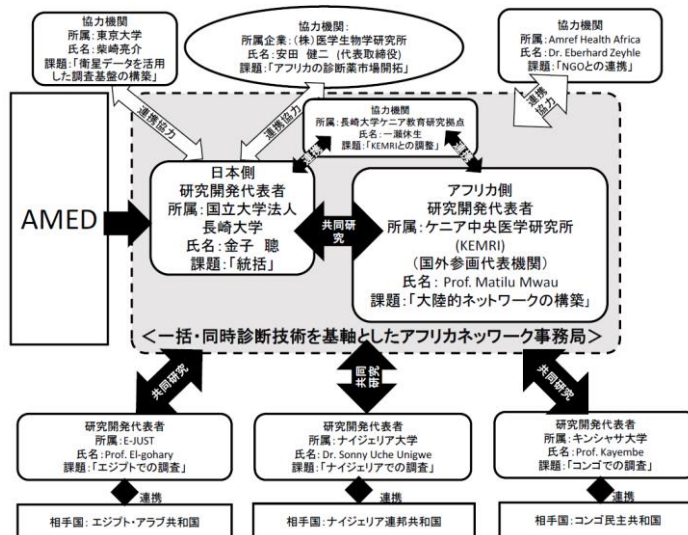 協力機関
所属:東京大学
氏名:柴崎亮介
課題:「衛星データを活用
した調査基盤の構築」
協力機関:
所属企業:(株)医学生物学研究所
氏名:安田 健二 (代表取締役)
課題:「アフリカの診断薬市場開拓」
協力機関
所属:Amref Health Africa
氏名:Dr. Eberhard Zeyhle
課題:「NGOとの連携」
連携協力
連携協力
連携
協力
協力機関
所属:長崎大学ケニア教育研究拠点
氏名:一瀬休生
課題:「KEMRIとの調整」
AMED
日本側
研究開発代表者
所属:国立大学法人
長崎大学
氏名:金子 聰
課題:「統括」
共同研
究
アフリカ側
研究開発代表者
所属:ケニア中央医学研究所
(KEMRI)
(国外参画代表機関)
氏名:Prof. Matilu Mwau
課題:「大陸的ネットワークの構築」
<一括・同時診断技術を基軸としたアフリカネットワーク事務局>
共同研究
共同
研究
共同研究
研究開発代表者
所属:E-JUST
氏名:Prof. El-gohary
課題:「エジプトでの調査」
研究開発代表者
所属:ナイジェリア大学
氏名:Dr. Sonny Uche Unigwe
課題:「ナイジェリアでの調査」
研究開発代表者
所属:キンシャサ大学
氏名:Prof. Kayembe
課題:「コンゴでの調査」
連携
連携
連携
相手国:エジプト・アラブ共和国
相手国:ナイジェリア連邦共和国
相手国:コンゴ民主共和国